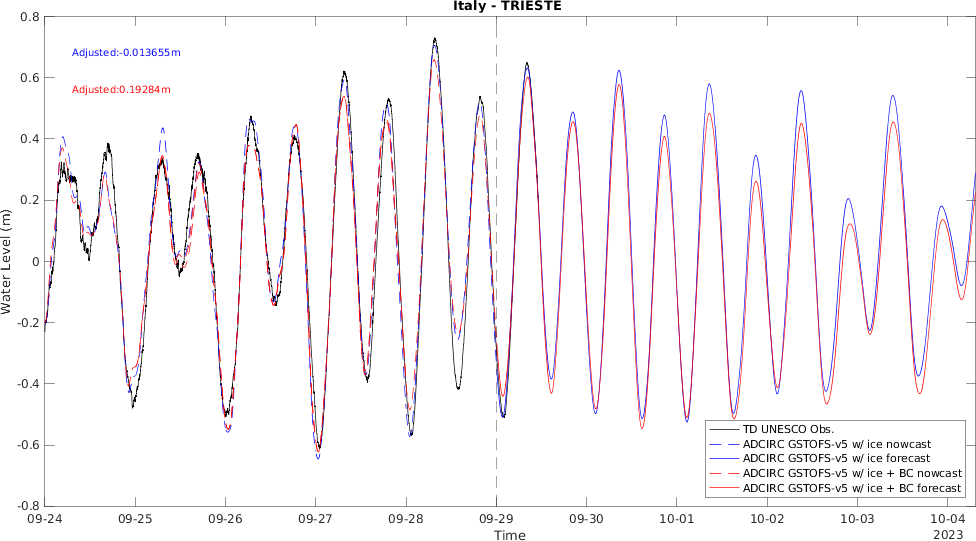 Italy - TRIESTE
Adjusted:-0.013655m
Adjusted:0.19284m
0.8
0.6
0.4
0.2
0
-0.2
-0.4
-0.6
-0.8
Water Level (m)
TD UNESCO Obs.
ADCIRC GSTOFS-v5 w/ ice nowcast
ADCIRC GSTOFS-v5 w/ ice forecast
ADCIRC GSTOFS-v5 w/ ice + BC nowcast
ADCIRC GSTOFS-v5 w/ ice + BC forecast
09-24 09-25 09-26 09-27 09-28 09-29 09-30 10-01 10-02 10-03 10-04
Time
2023